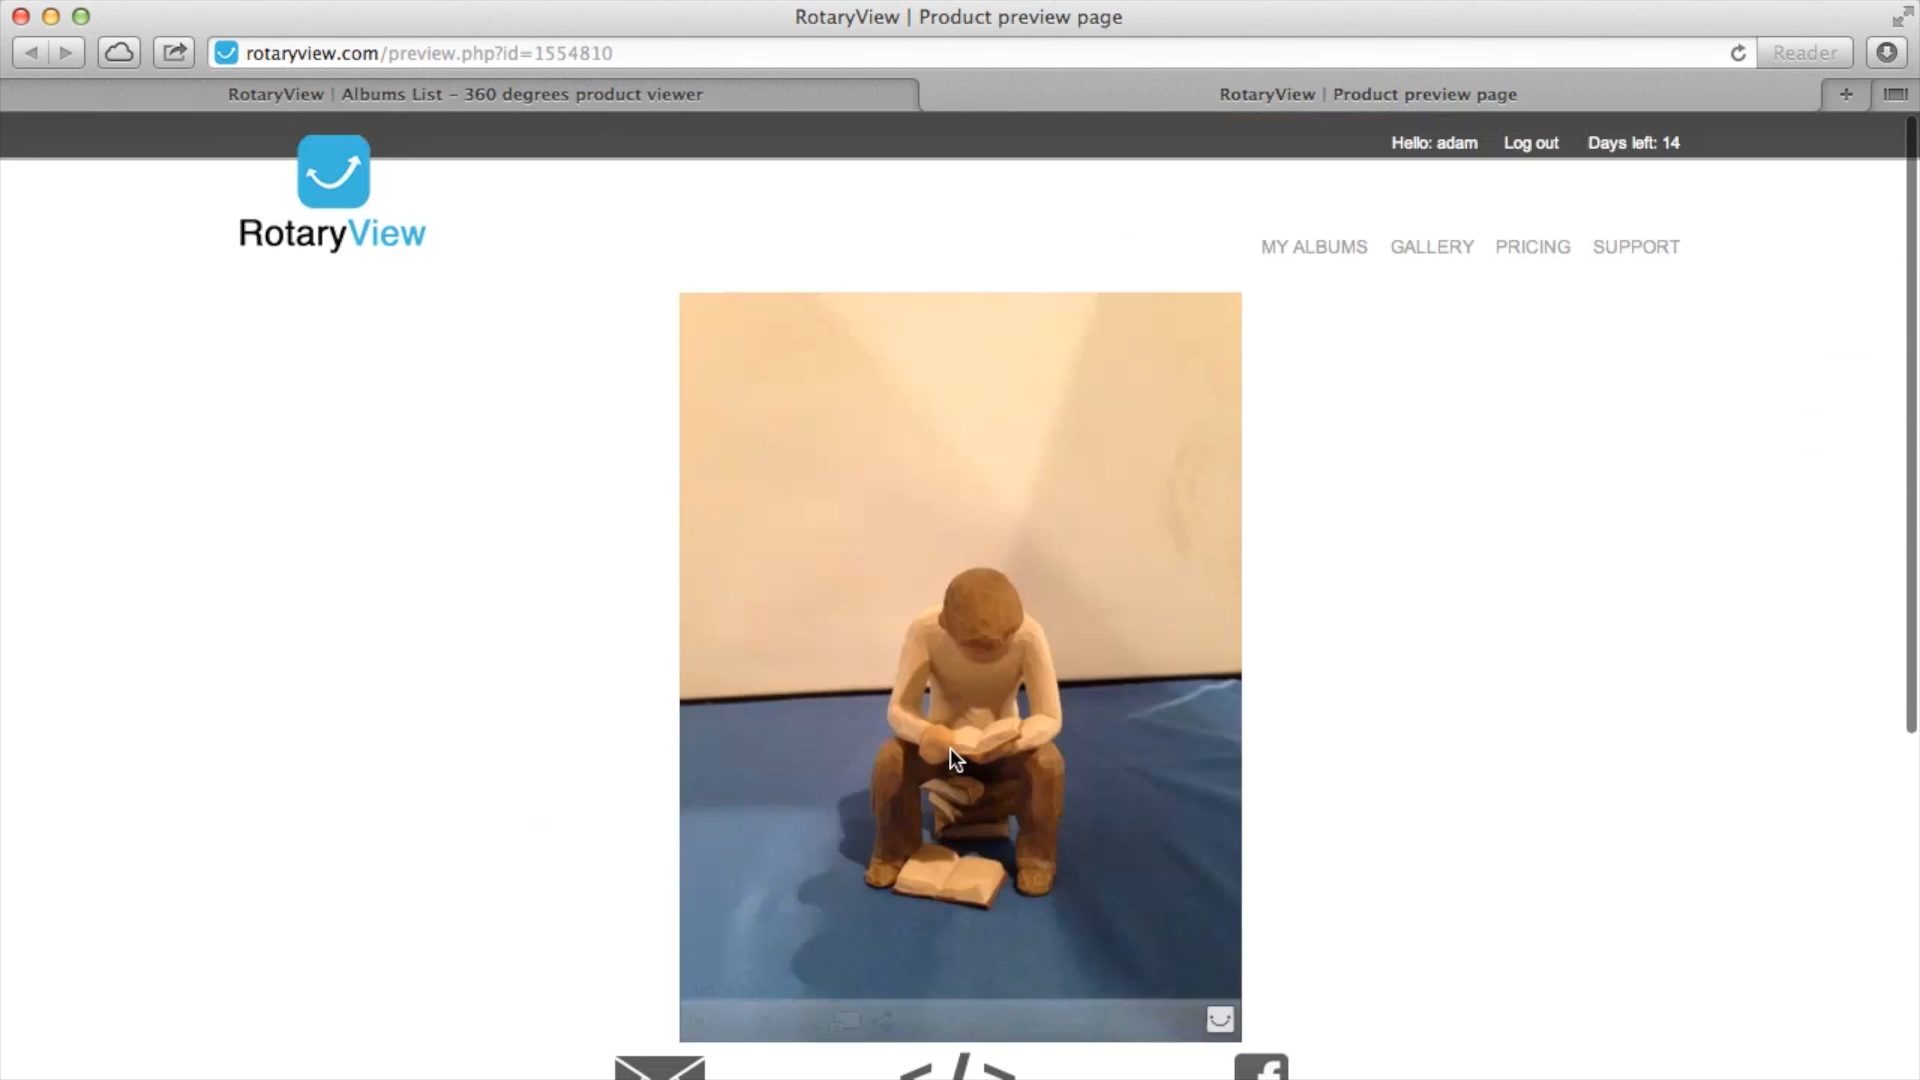 RotaryView | Product preview page
rotaryview.com/preview.php?id=1554810
Reader
RotaryView | Albums List – 360 degrees product viewer
RotaryView | Product preview page
Hello: adam Log out Days left: 14
RotaryView
MY ALBUMS GALLERY PRICING SUPPORT